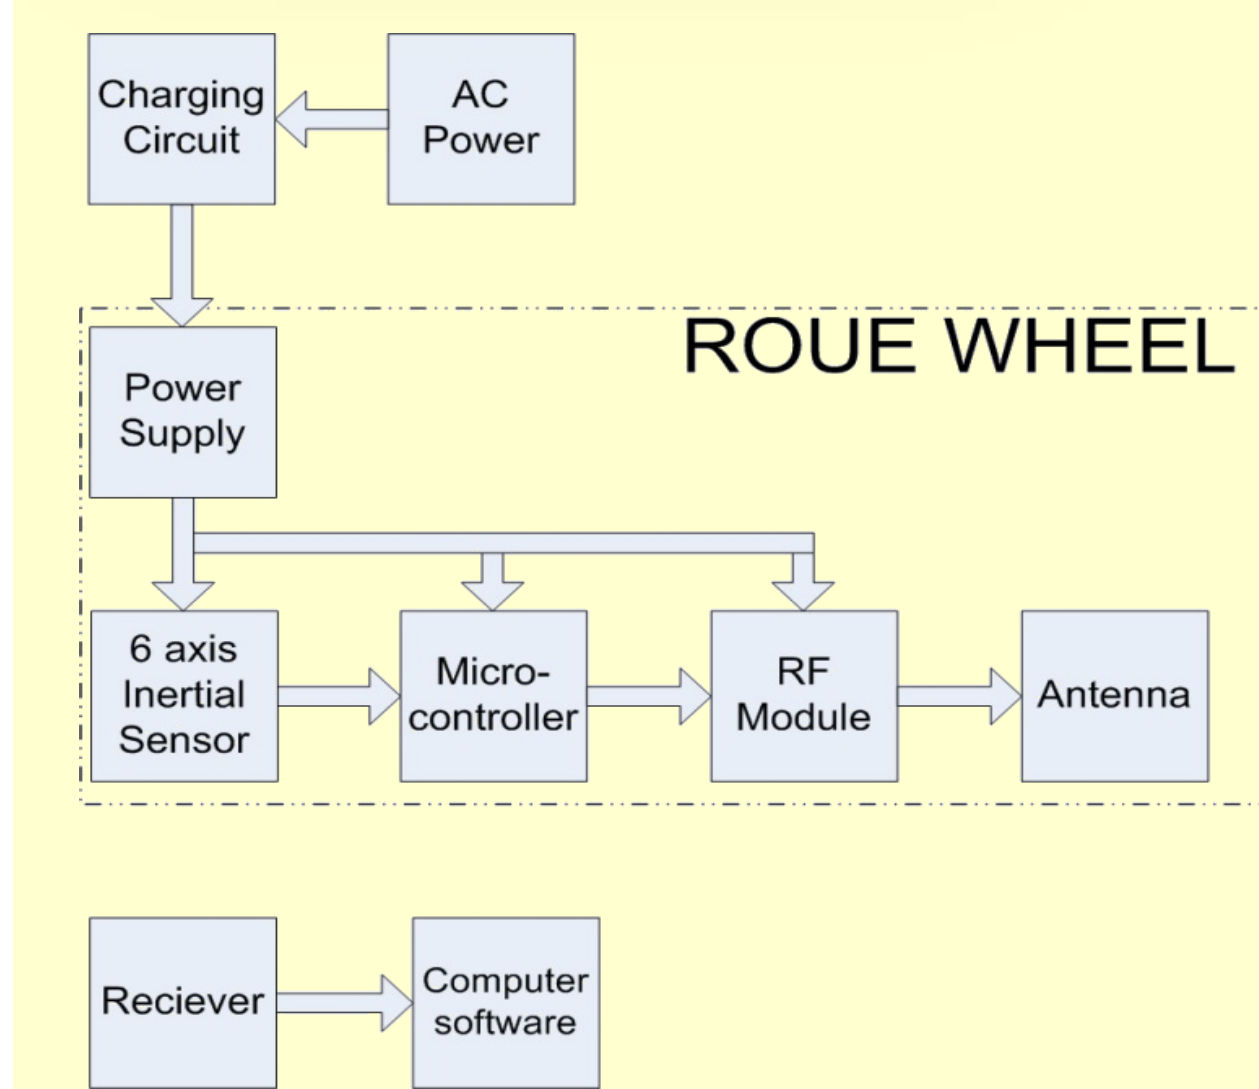 Charging
Circuit
AC
Power
ROUE WHEEL
Power
Supply
6 axis
Inertial
Sensor
Micro-
controller
RF
Module
Antenna
Reciever
Computer
software